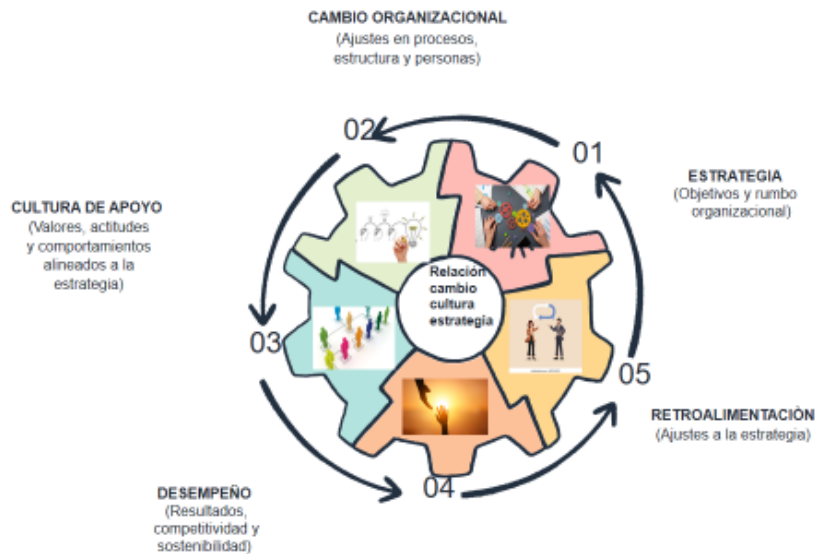 CAMBIO ORGANIZACIONAL
(Ajustes en procesos,
estructura y personas)
02
01
ESTRATEGIA
(Objetivos y rumbo
organizacional)
CULTURA DE APOYO
(Valores, actitudes
y comportamientos
alineados a la
estrategia)
Relación
cambio
cultura
estrategia
03
05
RETROALIMENTACIÒN
(Ajustes a la estrategia)
04
DESEMPEÑO
(Resultados,
competitividad y
sostenibilidad)